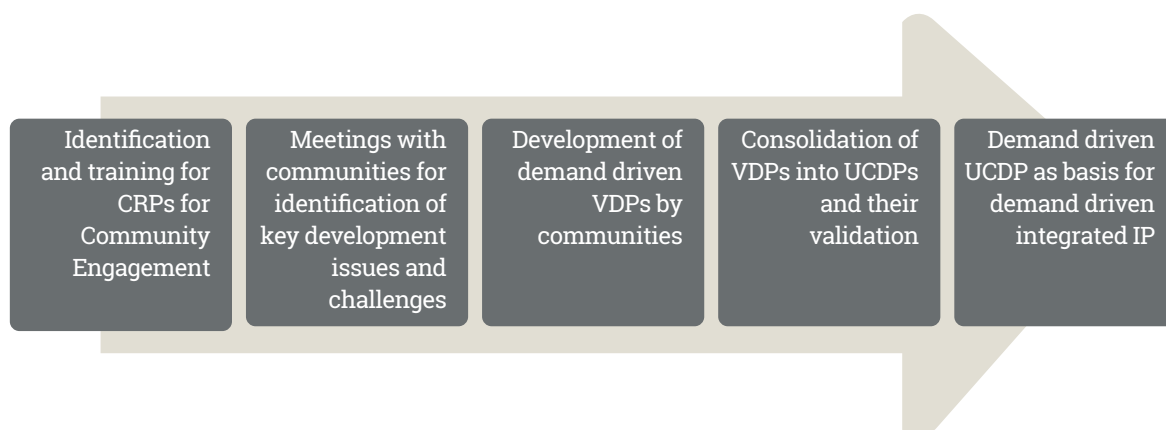 Identification
and training for
CRPs for
Community
Engagement
Meetings with
communities for
identification of
key development
issues and
challenges
Development of
demand driven
VDPs by
communities
Consolidation of
VDPs into UCDPs
and their
validation
Demand driven
UCDP as basis for
demand driven
integrated IP